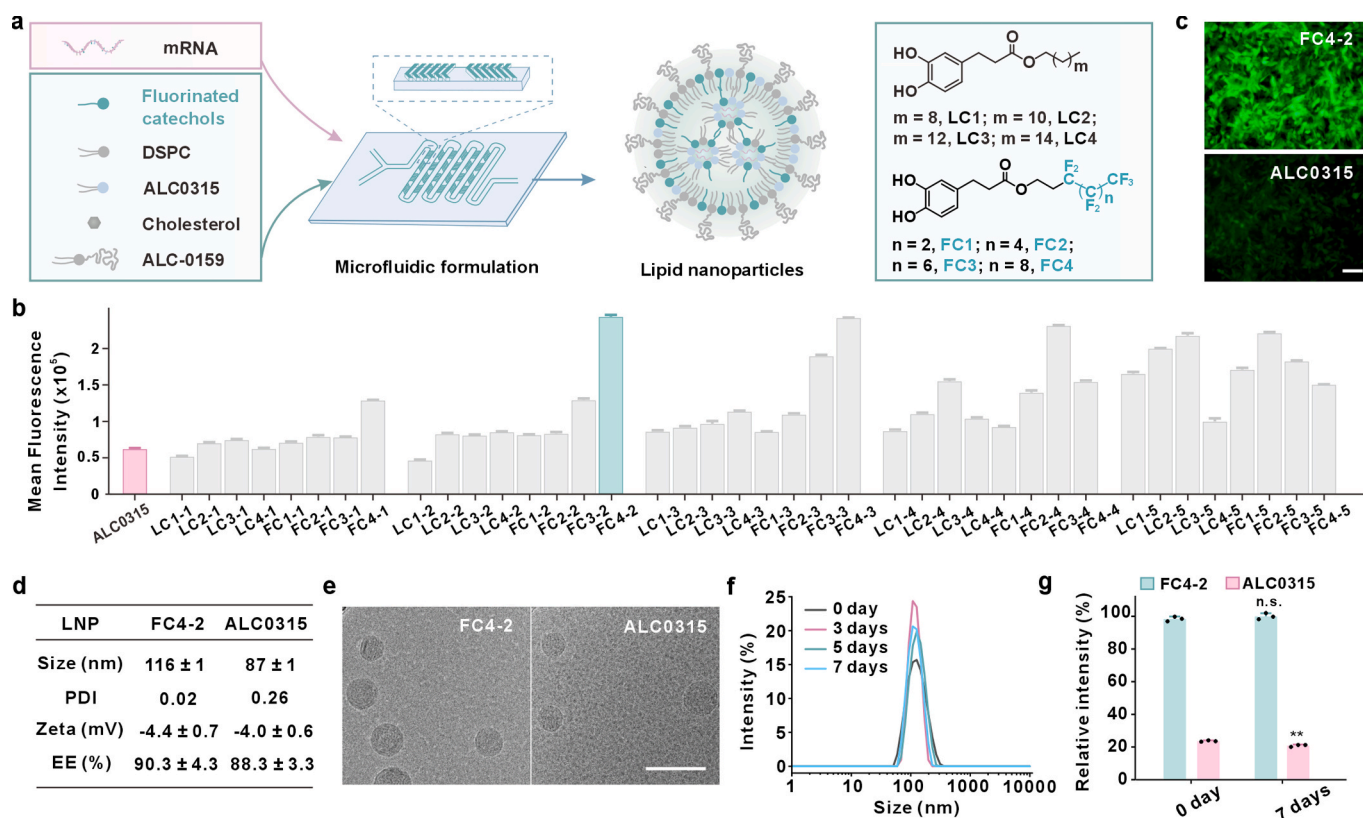 a
mRNA
Fluorinated
catechols
DSPC
ALC0315
Cholesterol
ALC-0159
Microfluidic formulation
Lipid nanoparticles
HO
HO
O
O
m
m = 8, LC1; m = 10, LC2;
m = 12, LC3; m = 14, LC4
HO
HO
O
O
F2
C
C
F2
n
CF3
n = 2, FC1; n = 4, FC2;
n = 6, FC3; n = 8, FC4
c
FC4-2
ALC0315
b
Mean Fluorescence
Intensity (x10⁵)
2
1
1
0.5
0
ALC0315
LC1-1
LC2-1
LC3-1
LC4-1
FC1-1
FC2-1
FC3-1
FC4-1
LC1-2
LC2-2
LC3-2
LC4-2
FC1-2
FC2-2
FC3-2
FC4-2
LC1-3
LC2-3
LC3-3
LC4-3
FC1-3
FC2-3
FC3-3
FC4-3
LC1-4
LC2-4
LC3-4
LC4-4
FC1-4
FC2-4
FC3-4
FC4-4
LC1-5
LC2-5
LC3-5
LC4-5
FC1-5
FC2-5
FC3-5
FC4-5
d
LNP FC4-2 ALC0315
Size (nm) 116 ± 1 87 ± 1
PDI 0.02 0.26
Zeta (mV) -4.4 ± 0.7 -4.0 ± 0.6
EE (%) 90.3 ± 4.3 88.3 ± 3.3
e
FC4-2
ALC0315
f
Intensity (%)
25
20
15
10
5
0
0 day
3 days
5 days
7 days
1 10 100 1000 10000
Size (nm)
g
FC4-2 ALC0315
Relative intensity (%)
100
80
60
40
20
0
n.s.
**
0 day
7 days